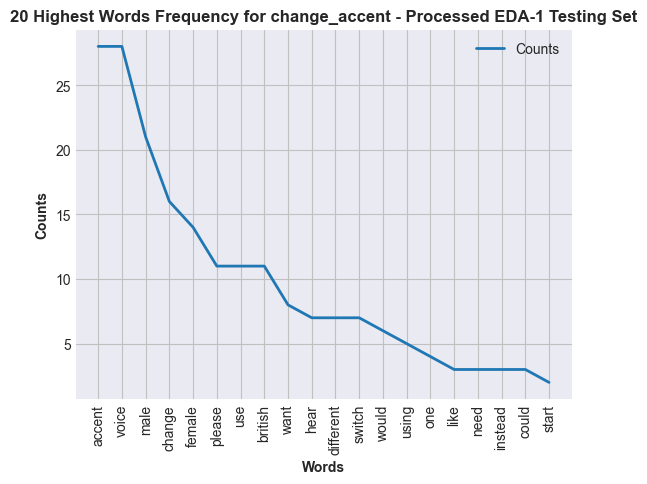 20 Highest Words Frequency for change_accent - Processed EDA-1 Testing Set
Counts
25
20
15
10
5
Counts
accent
voice
male
change
female
please
use
british
want
hear
different
switch
would
using
one
like
need
instead
could
start
Words